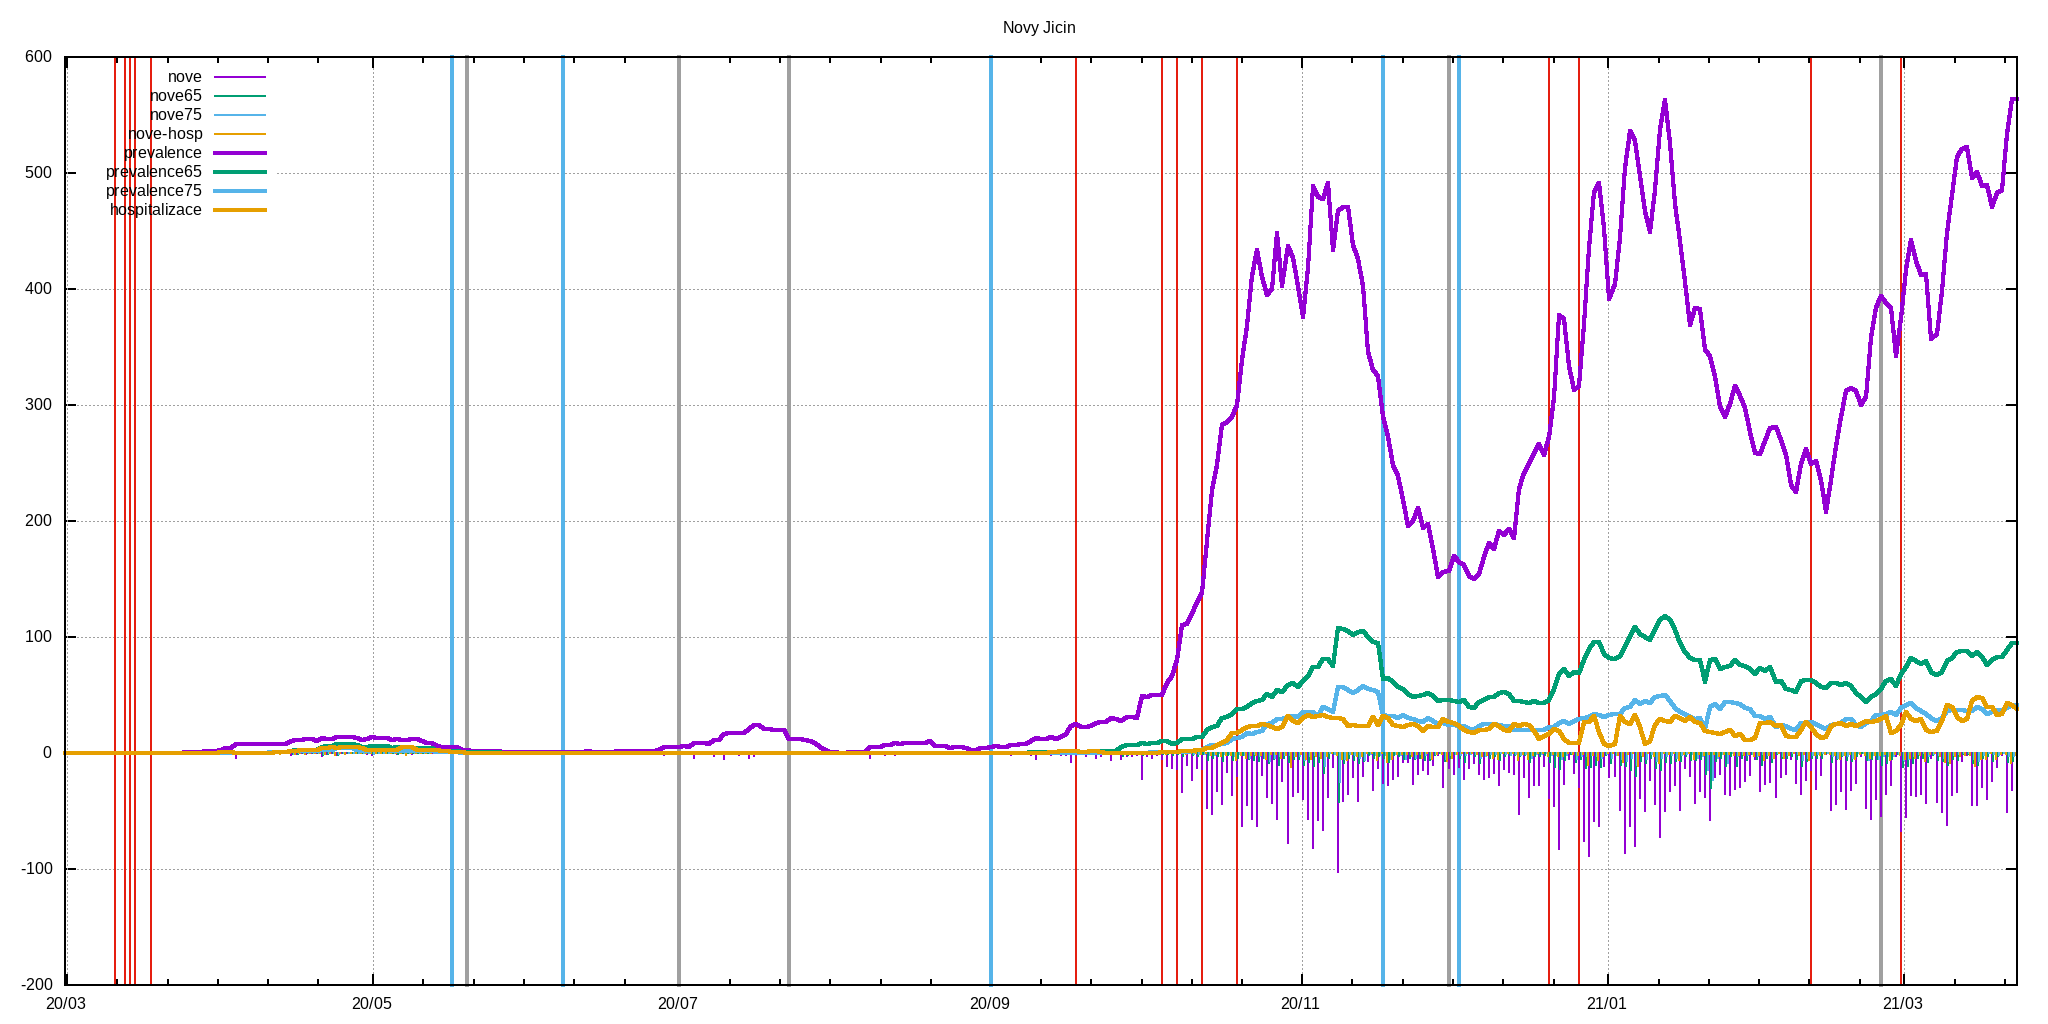 Novy Jicin
600
500
400
300
200
100
0
-100
-200
nove
nove65
nove75
nove-hosp
prevalence
prevalence65
prevalence75
hospitalizace
20/03
20/05
20/07
20/09
20/11
21/01
21/03